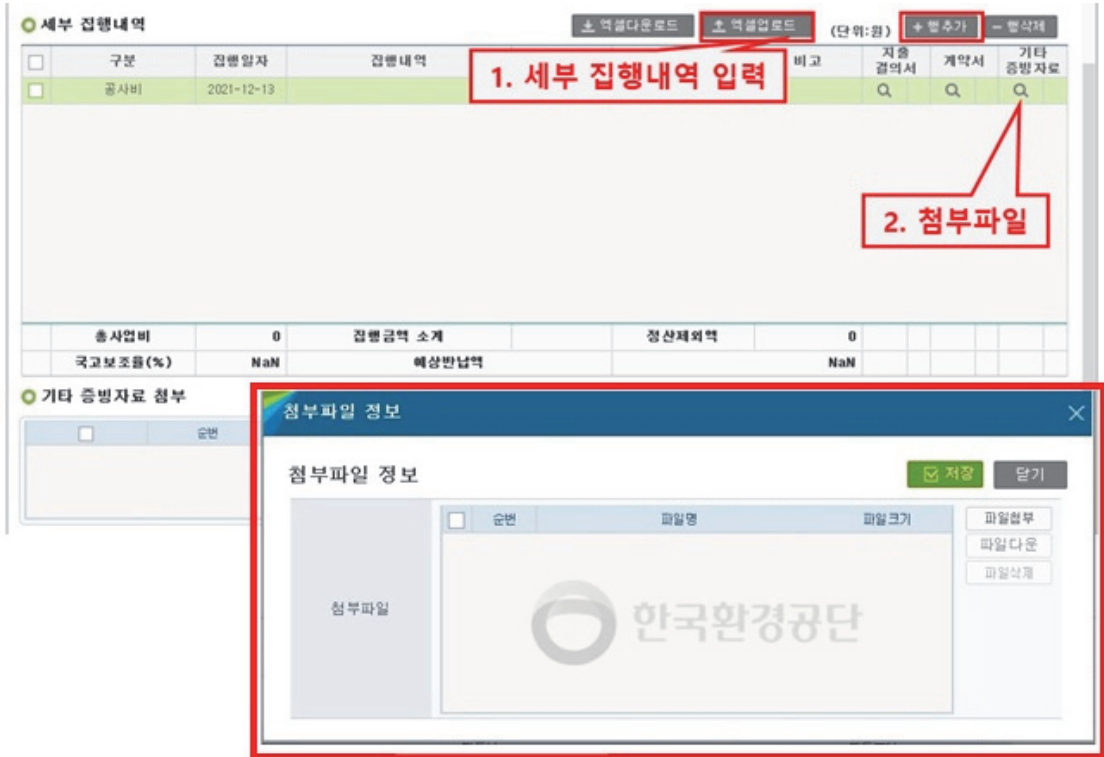 세부 집행내역
엑셀다운로드 엑셀업로드 (단위:원) + 행추가 - 행삭제
구분 집행일자 집행내역 비고 지출결의서 계약서 기타증빙자료
공사비 2021-12-13
1. 세부 집행내역 입력
2. 첨부파일
총사업비 0 집행금액 소계 정산제외액 0
국고보조율(%) NaN 예상반납액 NaN
기타 증빙자료 첨부
순번
첨부파일 정보
첨부파일 정보 저장 닫기
순번 파일명 파일크기 파일첨부
파일다운
파일삭제
첨부파일
한국환경공단